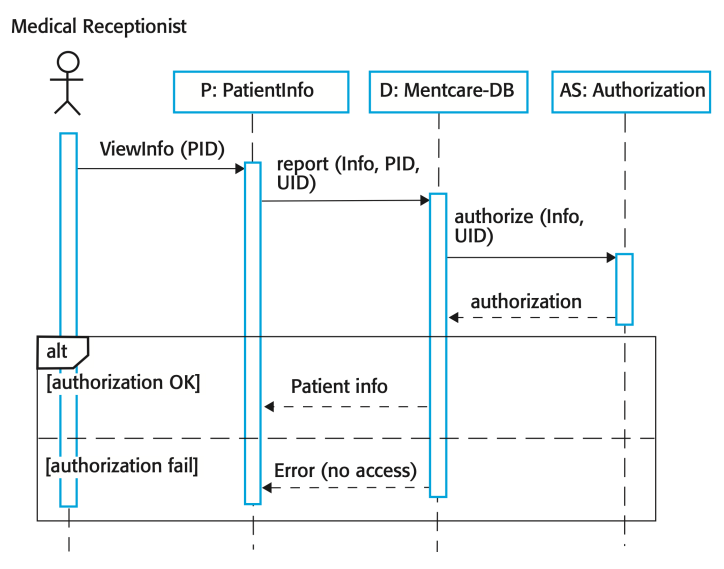 Medical Receptionist
P: PatientInfo
D: Mentcare-DB
AS: Authorization
ViewInfo (PID)
report (Info, PID,
UID)
authorize (Info,
UID)
authorization
alt
[authorization OK]
Patient info
[authorization fail]
Error (no access)